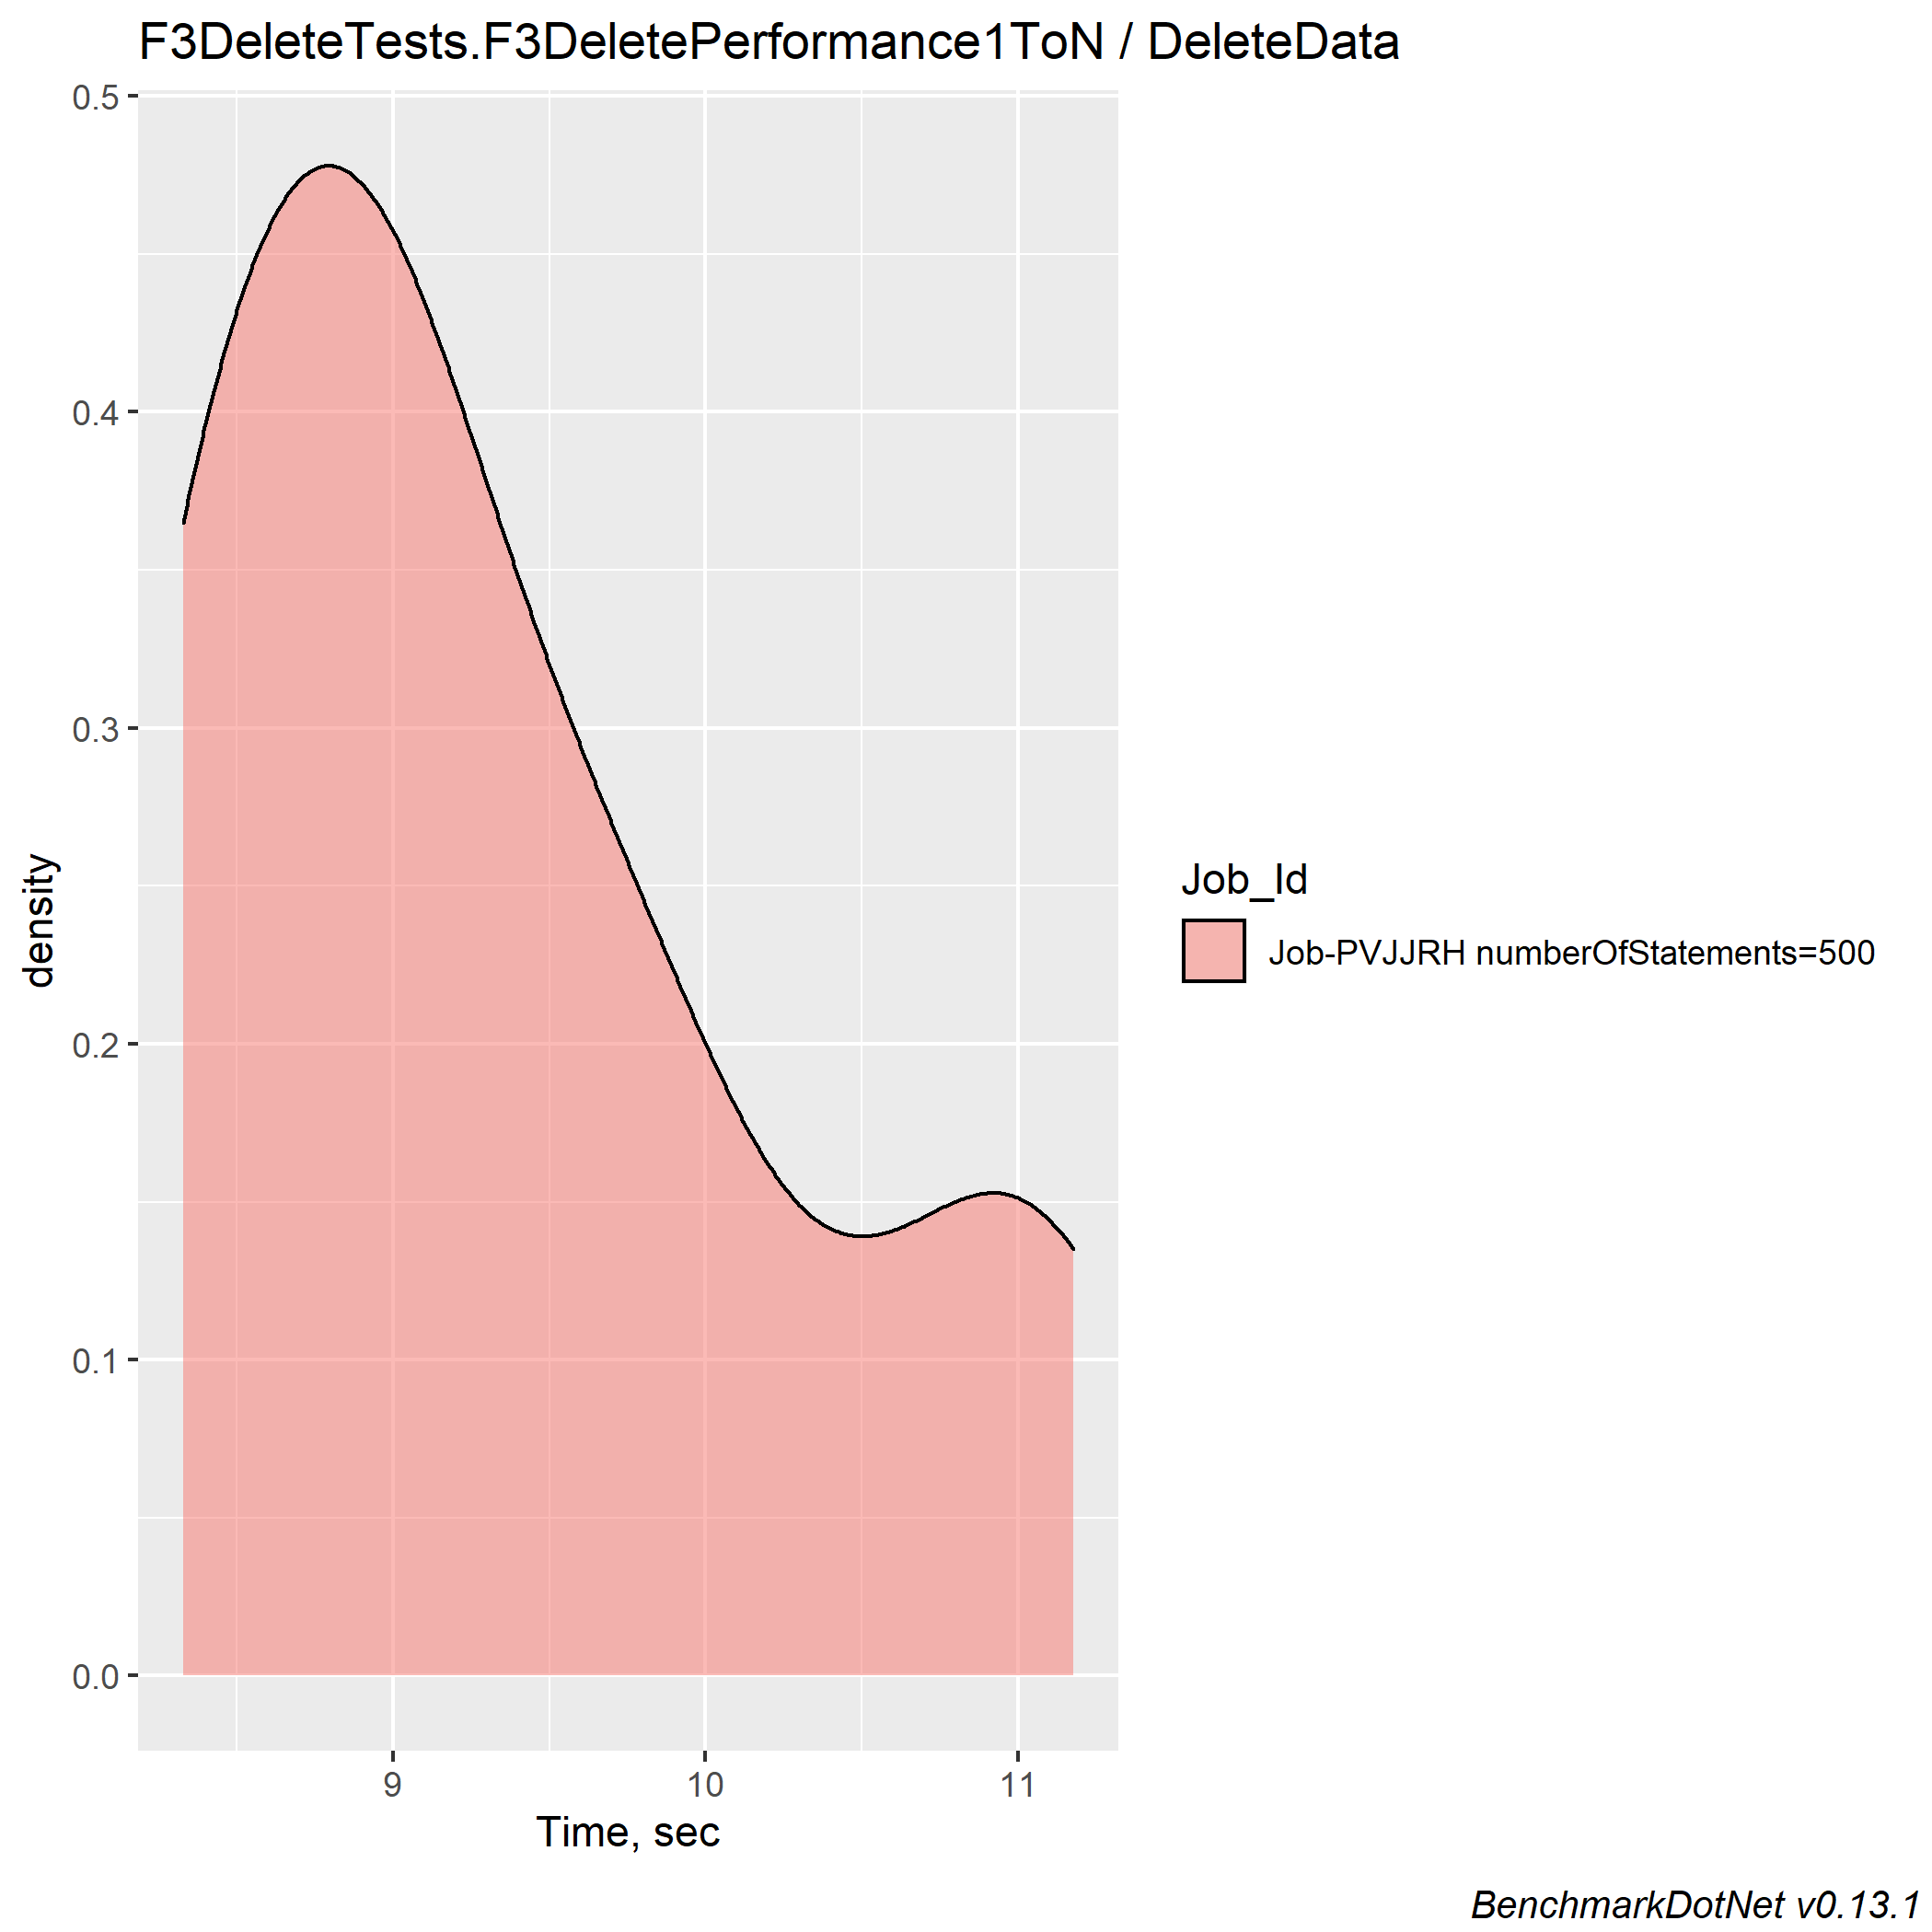 F3DeleteTests.F3DeletePerformance1ToN / DeleteData
0.5
0.4
0.3
0.2
0.1
0.0
density
9 10 11
Time, sec
Job_Id
Job-PVJJRH numberOfStatements=500
BenchmarkDotNet v0.13.1